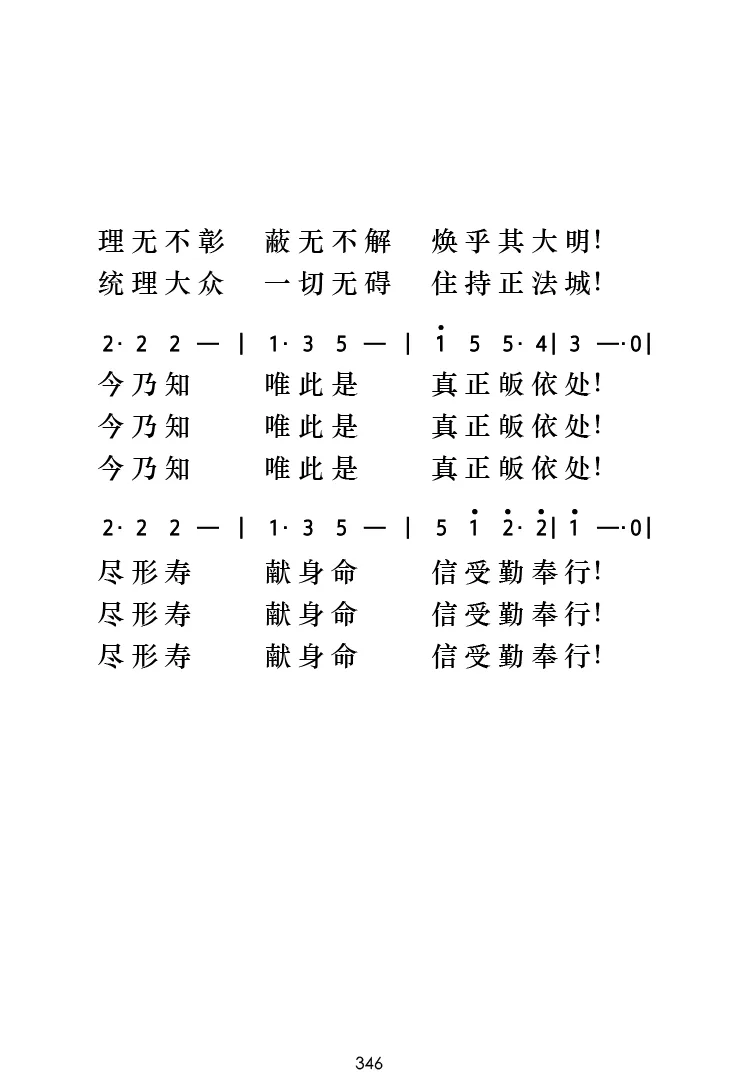 理无不彰 蔽无不解 焕乎其大明!
统理大众 一切无碍 住持正法城!
2· 2 2 — | 1· 3 5 — | 1̇ 5 5· 4| 3 —·0|
今乃知 唯此是 真正皈依处!
今乃知 唯此是 真正皈依处!
今乃知 唯此是 真正皈依处!
2· 2 2 — | 1· 3 5 — | 5 1̇ 2̇· 2̇| 1̇ —·0|
尽形寿 献身命 信受勤奉行!
尽形寿 献身命 信受勤奉行!
尽形寿 献身命 信受勤奉行!
346